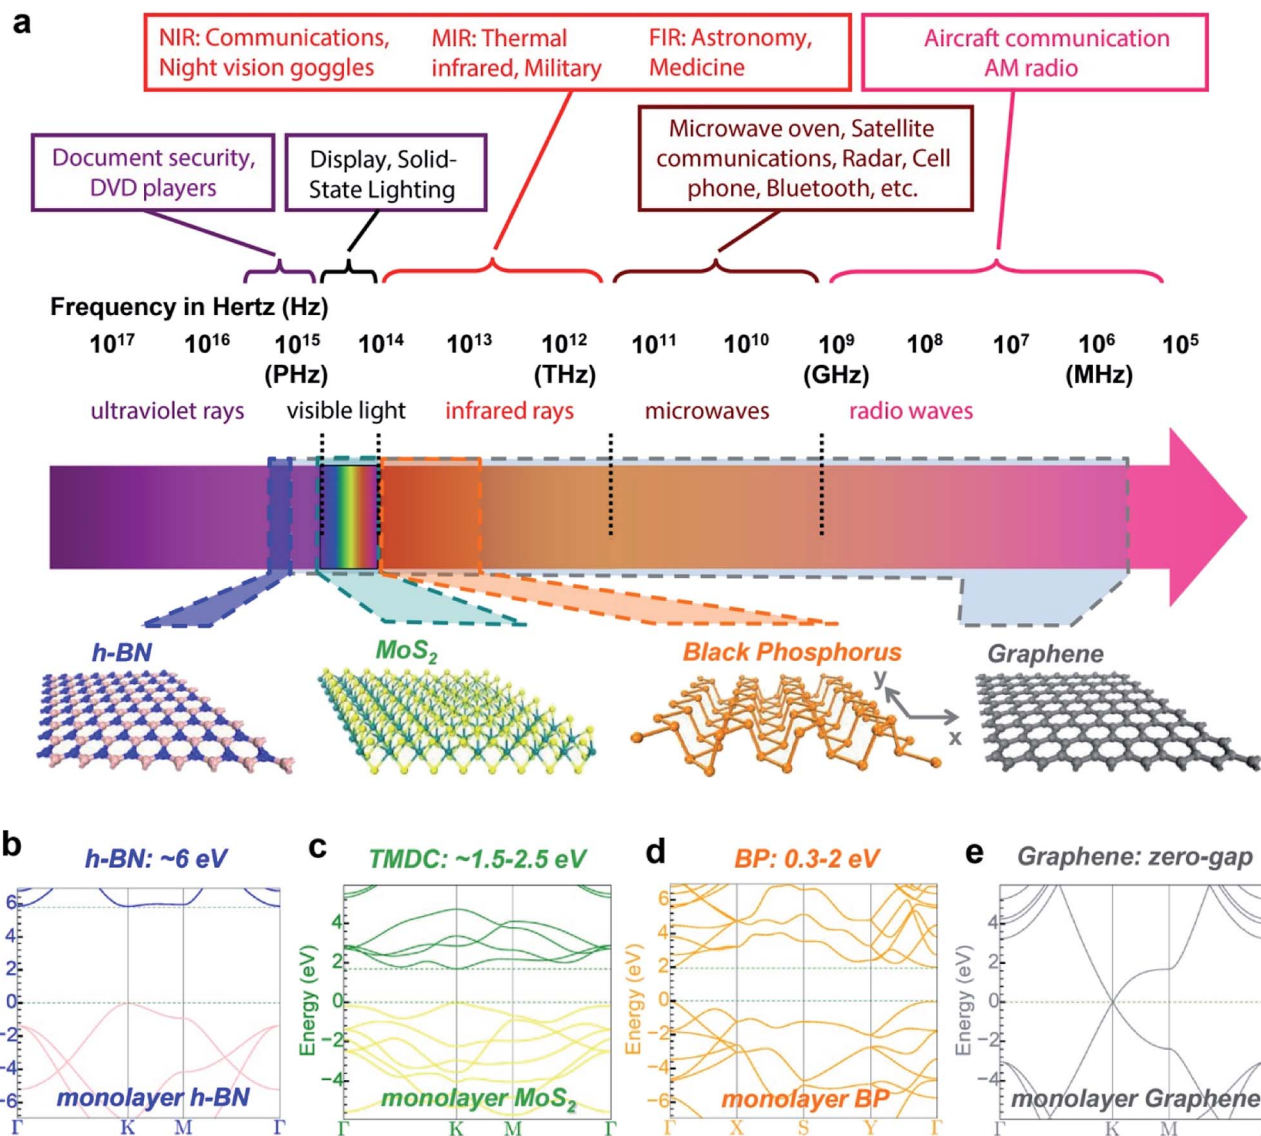 a
NIR: Communications,
Night vision goggles
MIR: Thermal
infrared, Military
FIR: Astronomy,
Medicine
Aircraft communication
AM radio
Document security,
DVD players
Display, Solid-
State Lighting
Microwave oven, Satellite
communications, Radar, Cell
phone, Bluetooth, etc.
Frequency in Hertz (Hz)
10¹⁷ 10¹⁶ 10¹⁵ 10¹⁴ 10¹³ 10¹² 10¹¹ 10¹⁰ 10⁹ 10⁸ 10⁷ 10⁶ 10⁵
(PHz) (THz) (GHz) (MHz)
ultraviolet rays visible light infrared rays microwaves radio waves
h-BN
MoS₂
Black Phosphorus
Graphene
y
x
b
h-BN: ~6 eV
6
4
2
0
-2
-4
-6
monolayer h-BN
Γ K M Γ
c
TMDC: ~1.5-2.5 eV
Energy (eV)
6
4
2
0
−2
−4
monolayer MoS₂
Γ K M Γ
d
BP: 0.3-2 eV
Energy (eV)
6
4
2
0
−2
−4
−6
monolayer BP
Γ X S Y Γ
e
Graphene: zero-gap
Energy (eV)
4
2
0
−2
−4
monolayer Graphene
Γ K M